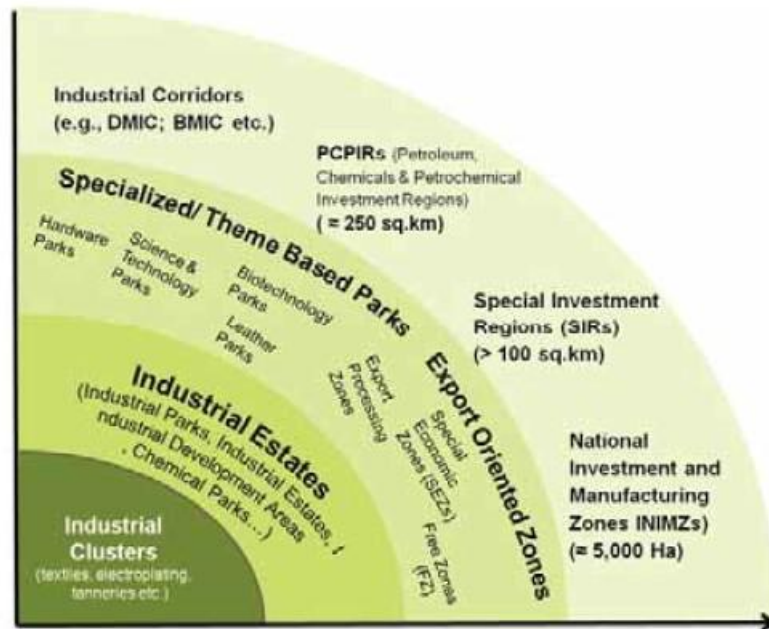 Industrial Corridors
(e.g., DMIC; BMIC etc.)
PCPIRs (Petroleum,
Chemicals & Petrochemical
Investment Regions)
( = 250 sq.km)
Specialized/ Theme Based Parks
Hardware
Parks
Science &
Technology
Parks
Biotechnology
Parks
Leather
Parks
Special Investment
Regions (SIRs)
(> 100 sq.km)
Export Oriented Zones
Export
Processing
Zones
Special
Economic
Zones (SEZs)
Free Zones
(FZ)
National
Investment and
Manufacturing
Zones INIMZs)
(= 5,000 Ha)
Industrial Estates
(Industrial Parks, Industrial Estates, I
ndustrial Development Areas
, Chemical Parks...)
Industrial
Clusters
(textiles, electroplating,
tanneries etc.)